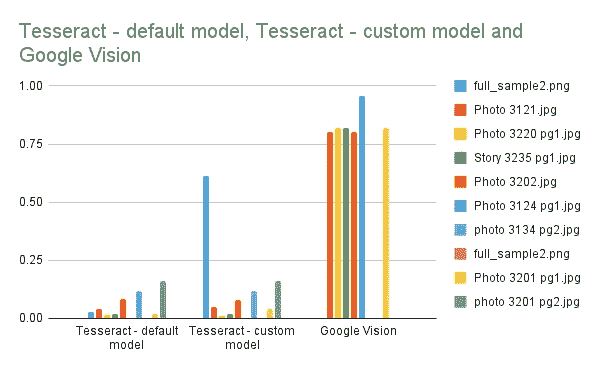 Tesseract - default model, Tesseract - custom model and
Google Vision
1.00
0.75
0.50
0.25
0.00
Tesseract - default
model
Tesseract - custom
model
Google Vision
full_sample2.png
Photo 3121.jpg
Photo 3220 pg1.jpg
Story 3235 pg1.jpg
Photo 3202.jpg
Photo 3124 pg1.jpg
photo 3134 pg2.jpg
full_sample2.png
Photo 3201 pg1.jpg
photo 3201 pg2.jpg